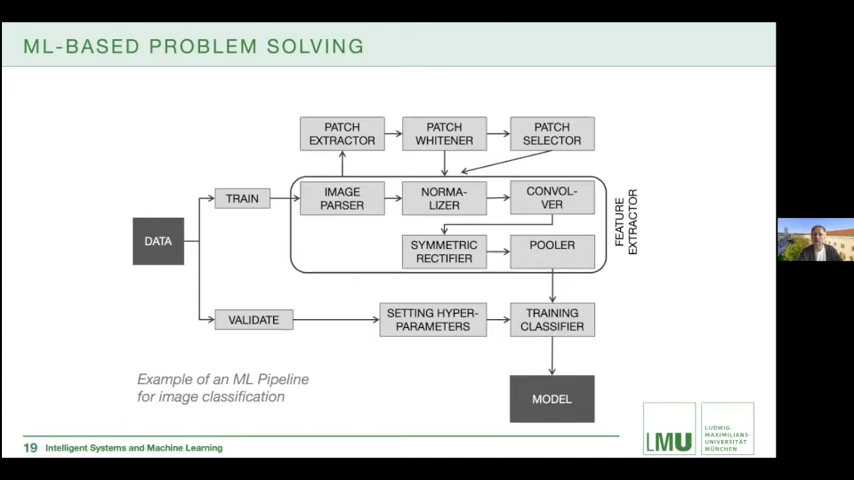 ML-BASED PROBLEM SOLVING
PATCH
EXTRACTOR
PATCH
WHITENER
PATCH
SELECTOR
TRAIN
IMAGE
PARSER
NORMA-
LIZER
CONVOL-
VER
FEATURE
EXTRACTOR
DATA
SYMMETRIC
RECTIFIER
POOLER
VALIDATE
SETTING HYPER-
PARAMETERS
TRAINING
CLASSIFIER
Example of an ML Pipeline
for image classification
MODEL
19 Intelligent Systems and Machine Learning
LMU
LUDWIG-
MAXIMILIANS-
UNIVERSITÄT
MÜNCHEN